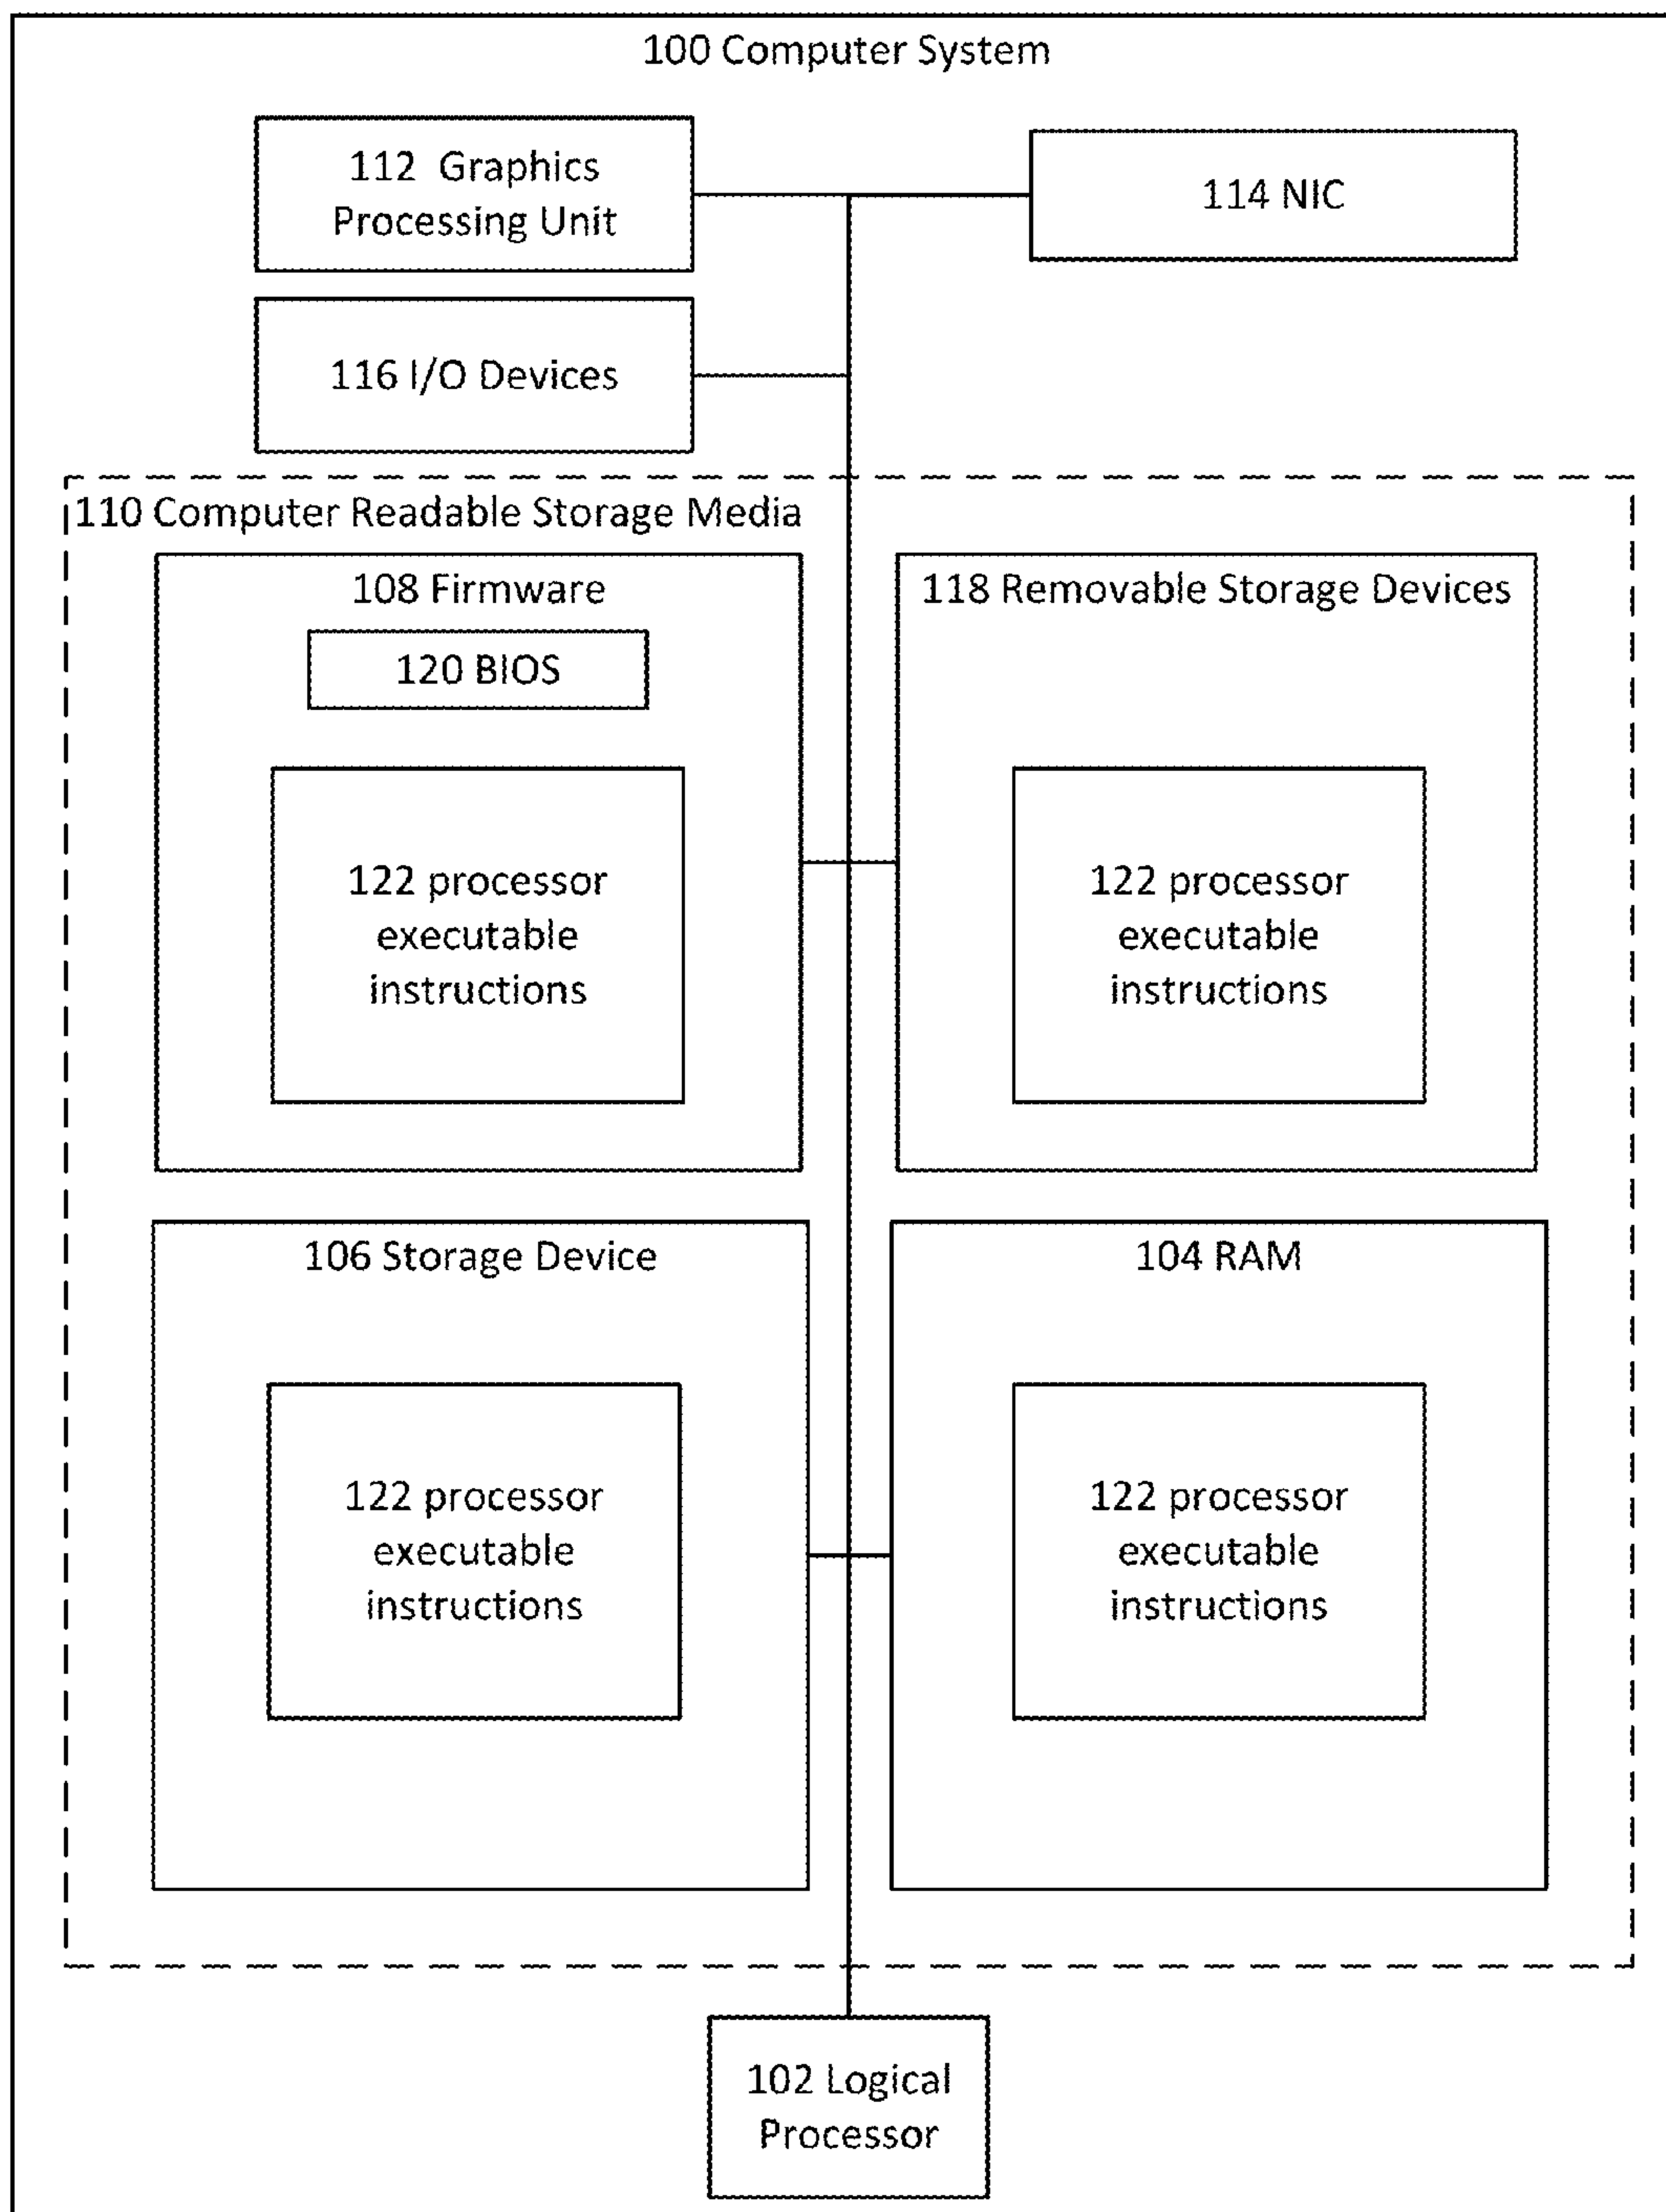 100 Computer System
112 Graphics
Processing Unit
114 NIC
116 I/O Devices
110 Computer Readable Storage Media
108 Firmware
120 BIOS
122 processor
executable
instructions
118 Removable Storage Devices
122 processor
executable
instructions
106 Storage Device
122 processor
executable
instructions
104 RAM
122 processor
executable
instructions
102 Logical
Processor